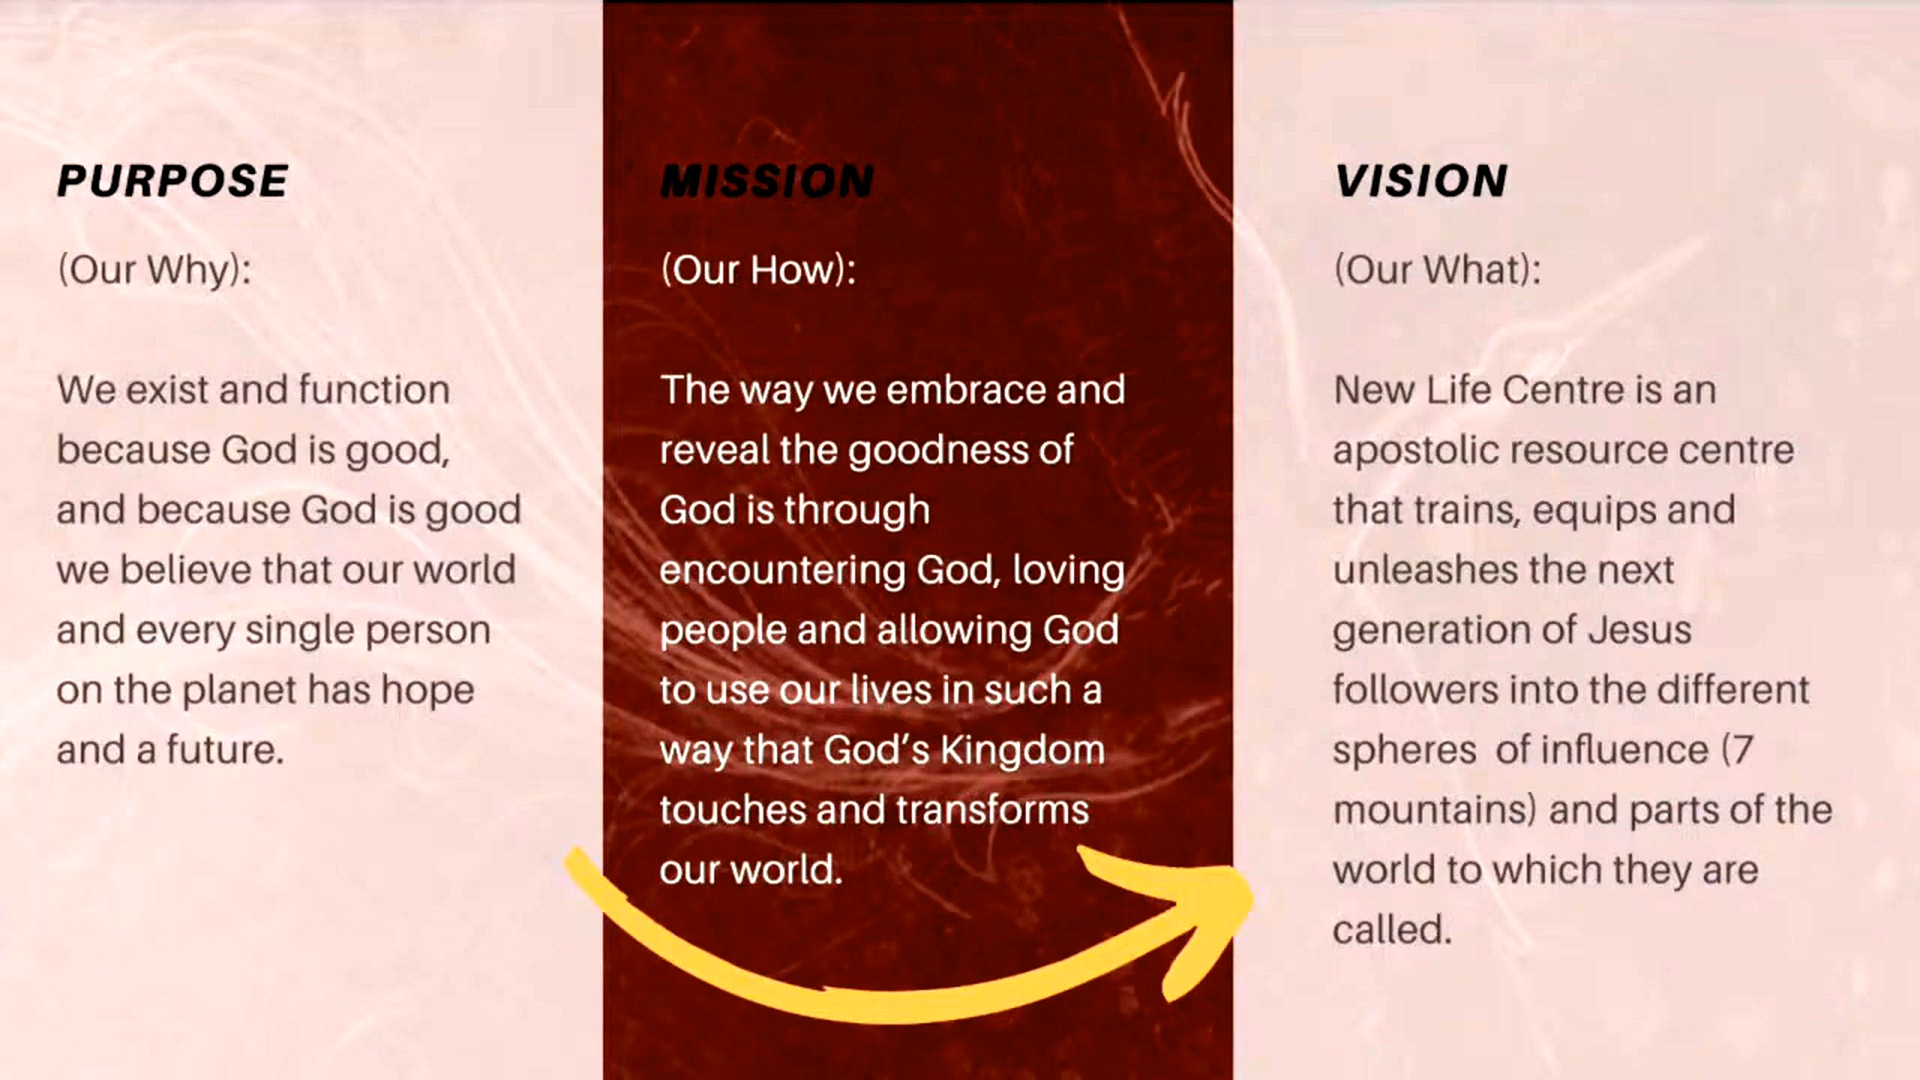 PURPOSE
(Our Why):
We exist and function
because God is good,
and because God is good
we believe that our world
and every single person
on the planet has hope
and a future.
MISSION
(Our How):
The way we embrace and
reveal the goodness of
God is through
encountering God, loving
people and allowing God
to use our lives in such a
way that God’s Kingdom
touches and transforms
our world.
VISION
(Our What):
New Life Centre is an
apostolic resource centre
that trains, equips and
unleashes the next
generation of Jesus
followers into the different
spheres  of influence (7
mountains) and parts of the
world to which they are
called.